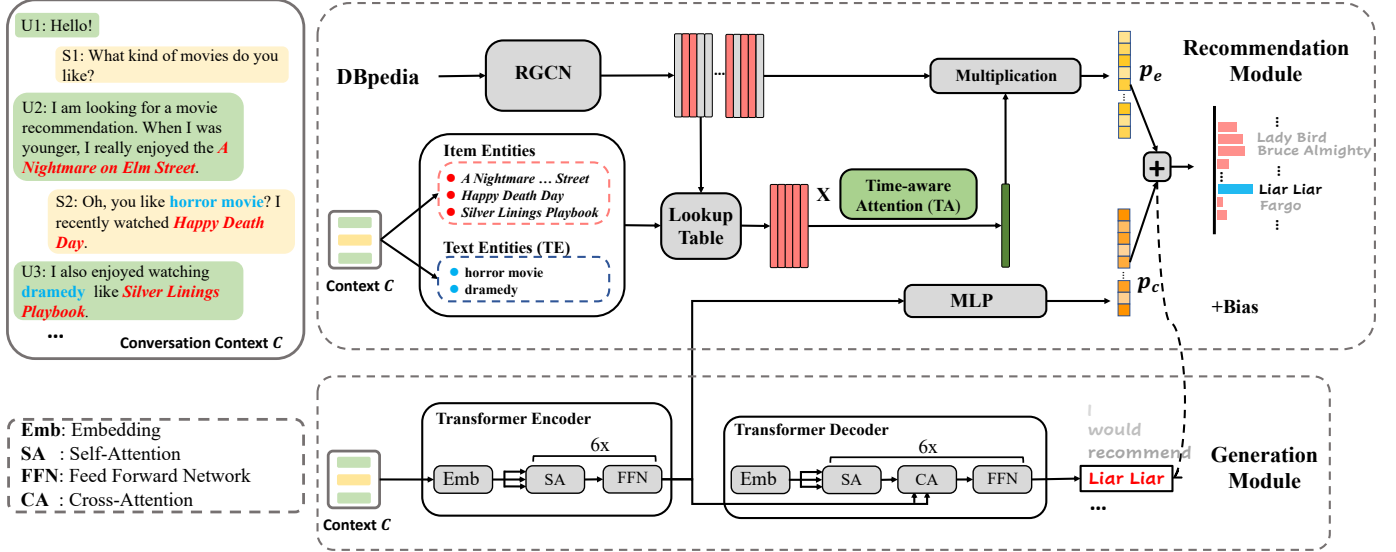 U1: Hello!
S1: What kind of movies do you
like?
U2: I am looking for a movie
recommendation. When I was
younger, I really enjoyed the A
Nightmare on Elm Street.
S2: Oh, you like horror movie? I
recently watched Happy Death
Day.
U3: I also enjoyed watching
dramedy like Silver Linings
Playbook.
...
Conversation Context C
Emb: Embedding
SA : Self-Attention
FFN: Feed Forward Network
CA : Cross-Attention
DBpedia
RGCN
...
Multiplication
p_e
Recommendation
Module
Item Entities
A Nightmare ... Street
Happy Death Day
Silver Linings Playbook
Text Entities (TE)
horror movie
dramedy
Context C
Lookup
Table
X
Time-aware
Attention (TA)
MLP
p_c
+
+Bias
...
Lady Bird
Bruce Almighty
...
Liar Liar
Fargo
...
Transformer Encoder
6x
Emb
SA
FFN
Context C
Transformer Decoder
6x
Emb
SA
CA
FFN
I
would
recommend
Liar Liar
...
Generation
Module